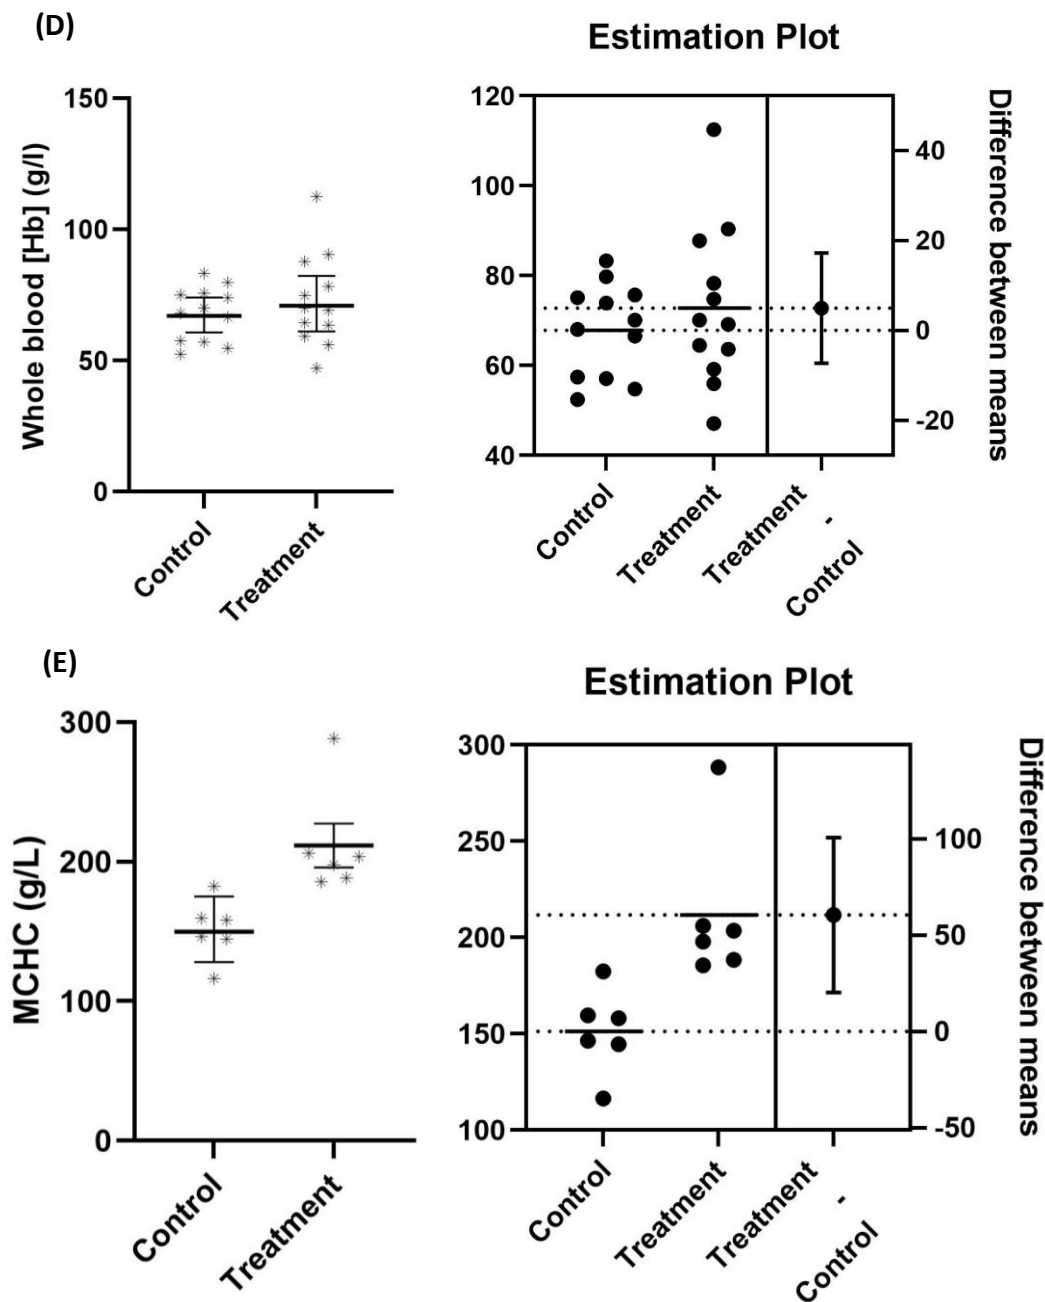 (D)
Estimation Plot
Whole blood [Hb] (g/l)
150
100
50
0
Control
Treatment
120
100
80
60
40
40
20
0
-20
Difference between means
Control
Treatment
Treatment
-
Control
(E)
Estimation Plot
MCHC (g/L)
300
200
100
0
Control
Treatment
300
250
200
150
100
100
50
0
-50
Difference between means
Control
Treatment
Treatment
-
Control